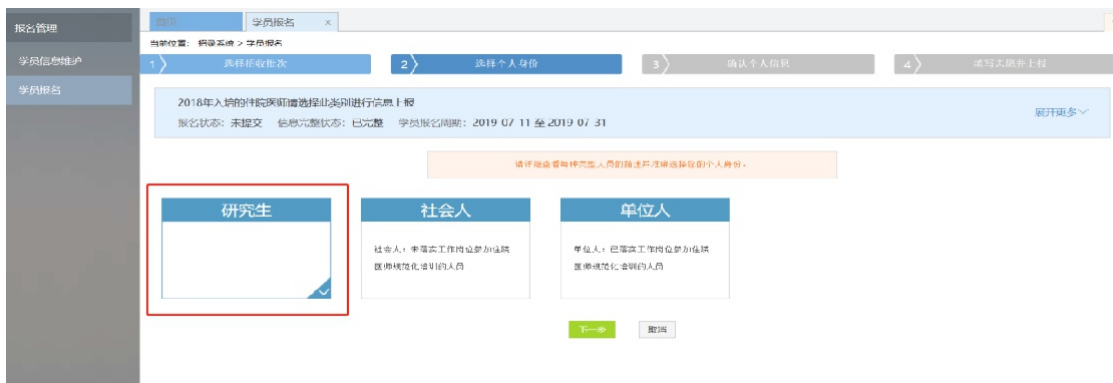 报名管理
学员信息维护
学员报名
首页
学员报名 ×
当前位置： 招录系统 > 学员报名
1 选择招收批次
2 选择个人身份
3 确认个人信息
4 填写志愿并上报
2018年入培的住院医师请选择此类别进行信息上报
报名状态：未提交 信息完整状态：已完整 学员报名周期：2019-07-11 至 2019-07-31
展开更多
请仔细查看每种类型人员的描述并准确选择您的个人身份。
研究生
社会人
社会人：未落实工作岗位参加住院
医师规范化培训的人员
单位人
单位人：已落实工作岗位参加住院
医师规范化培训的人员
下一步
取消